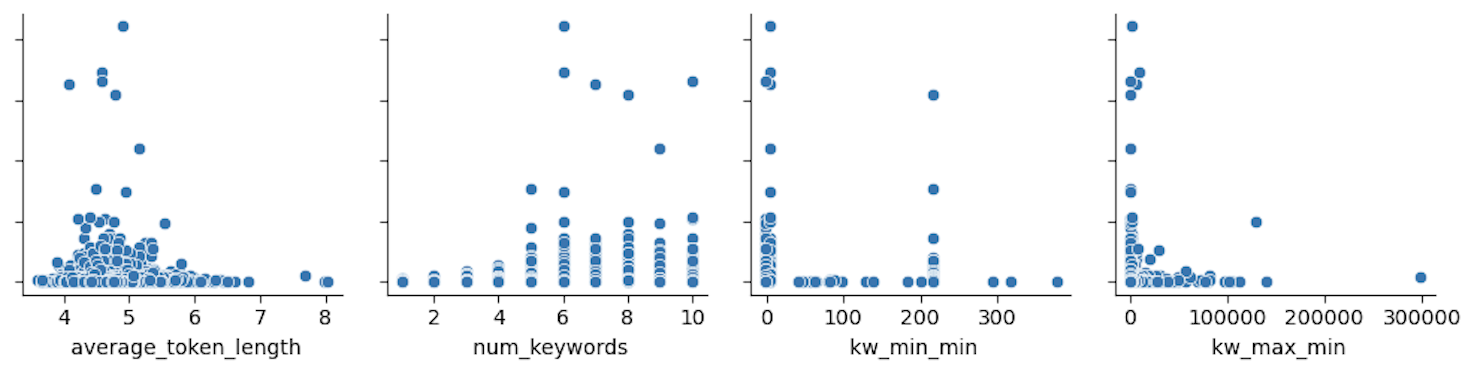 4 5 6 7 8 2 4 6 8 10 0 100 200 300 0 100000 200000 300000
average_token_length num_keywords kw_min_min kw_max_min